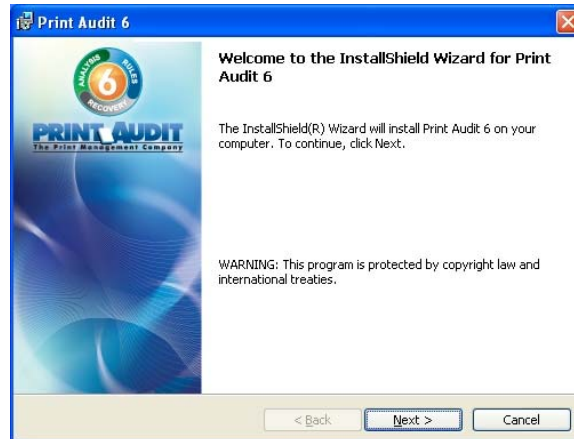 Print Audit 6
ANALYSIS
RULES
6
RECOVERY
PRINT AUDIT
The Print Management Company
Welcome to the InstallShield Wizard for Print
Audit 6
The InstallShield(R) Wizard will install Print Audit 6 on your
computer. To continue, click Next.
WARNING: This program is protected by copyright law and
international treaties.
< Back
Next >
Cancel